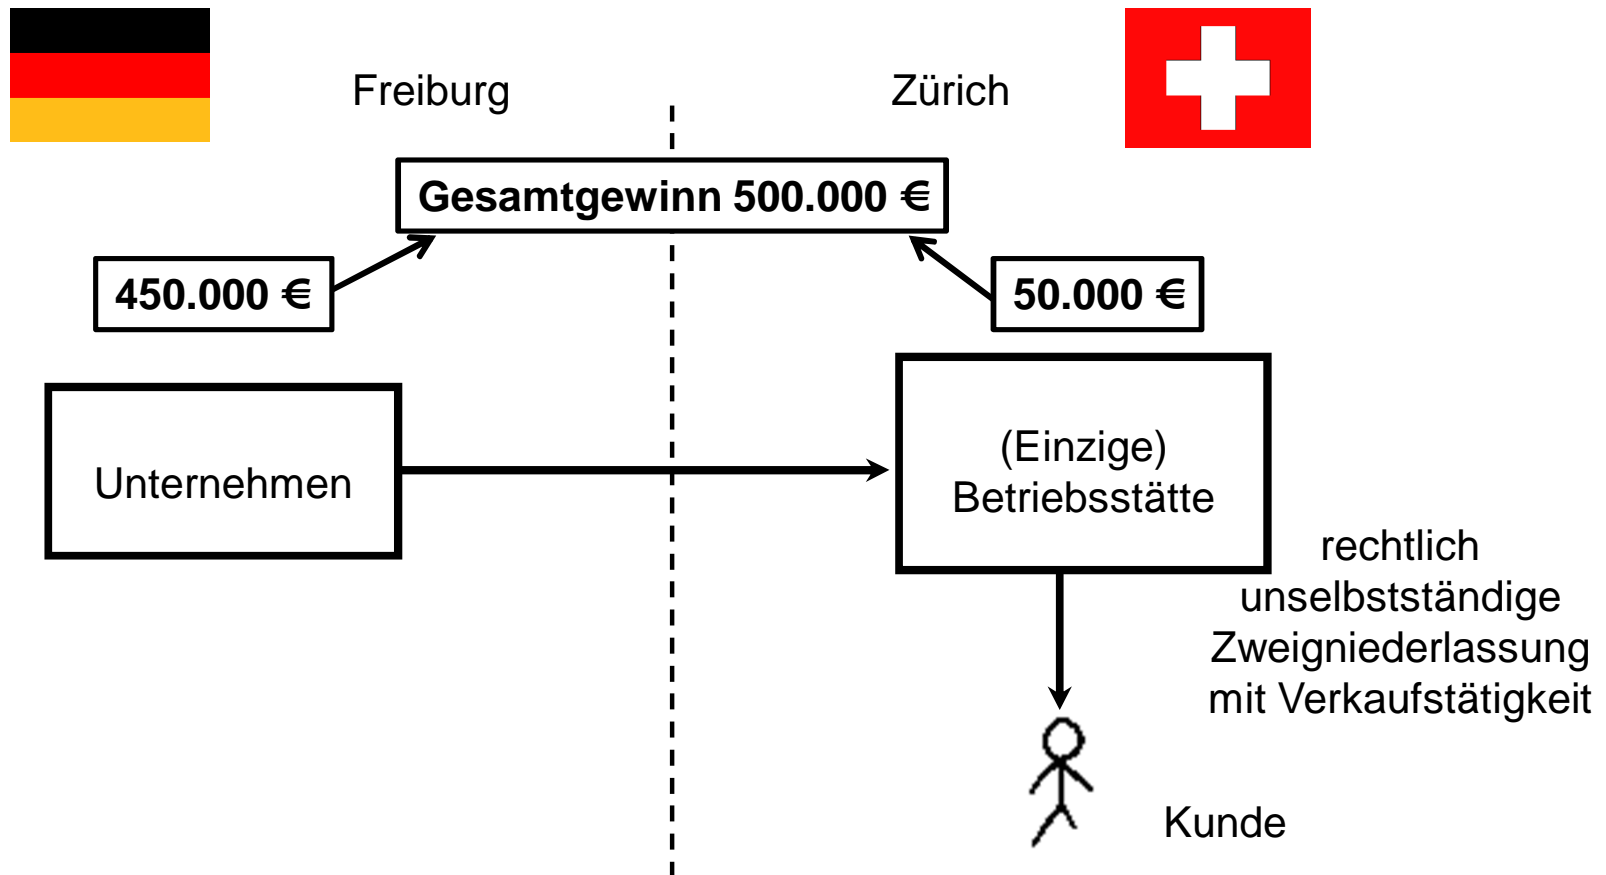 Freiburg
Zürich
Gesamtgewinn 500.000 €
450.000 €
50.000 €
Unternehmen
(Einzige)
Betriebsstätte
rechtlich
unselbstständige
Zweigniederlassung
mit Verkaufstätigkeit
Kunde